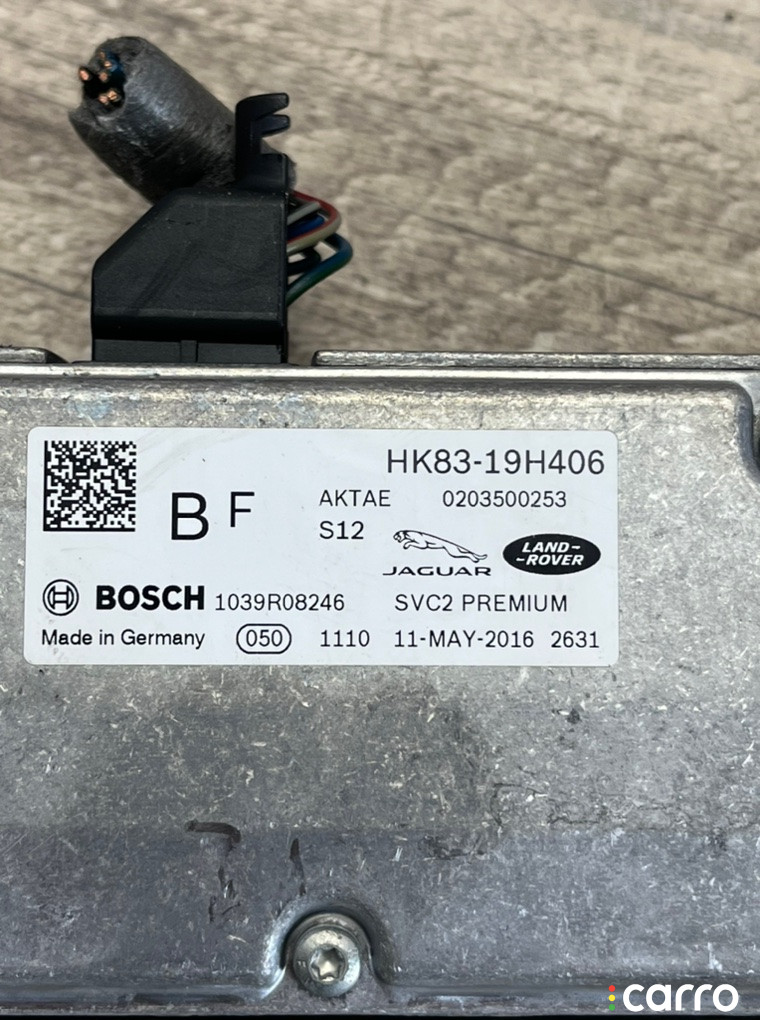 HK83-19H406
B F AKTAE 0203500253
S12
JAGUAR LAND-
-ROVER
BOSCH 1039R08246 SVC2 PREMIUM
Made in Germany 050 1110 11-MAY-2016 2631
carro